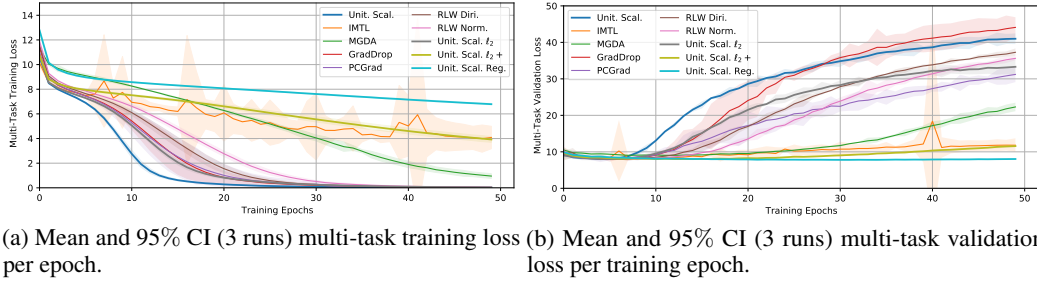 14
12
10
8
6
4
2
0
Multi-Task Training Loss
Unit. Scal.
IMTL
MGDA
GradDrop
PCGrad
RLW Diri.
RLW Norm.
Unit. Scal. ℓ2
Unit. Scal. ℓ2 +
Unit. Scal. Reg.
0 10 20 30 40 50
Training Epochs
60
50
40
30
20
10
0
Multi-Task Validation Loss
Unit. Scal.
IMTL
MGDA
GradDrop
PCGrad
RLW Diri.
RLW Norm.
Unit. Scal. ℓ2
Unit. Scal. ℓ2 +
Unit. Scal. Reg.
0 10 20 30 40 50
Training Epochs
(a) Mean and 95% CI (3 runs) multi-task training loss
per epoch.
(b) Mean and 95% CI (3 runs) multi-task validation
loss per training epoch.